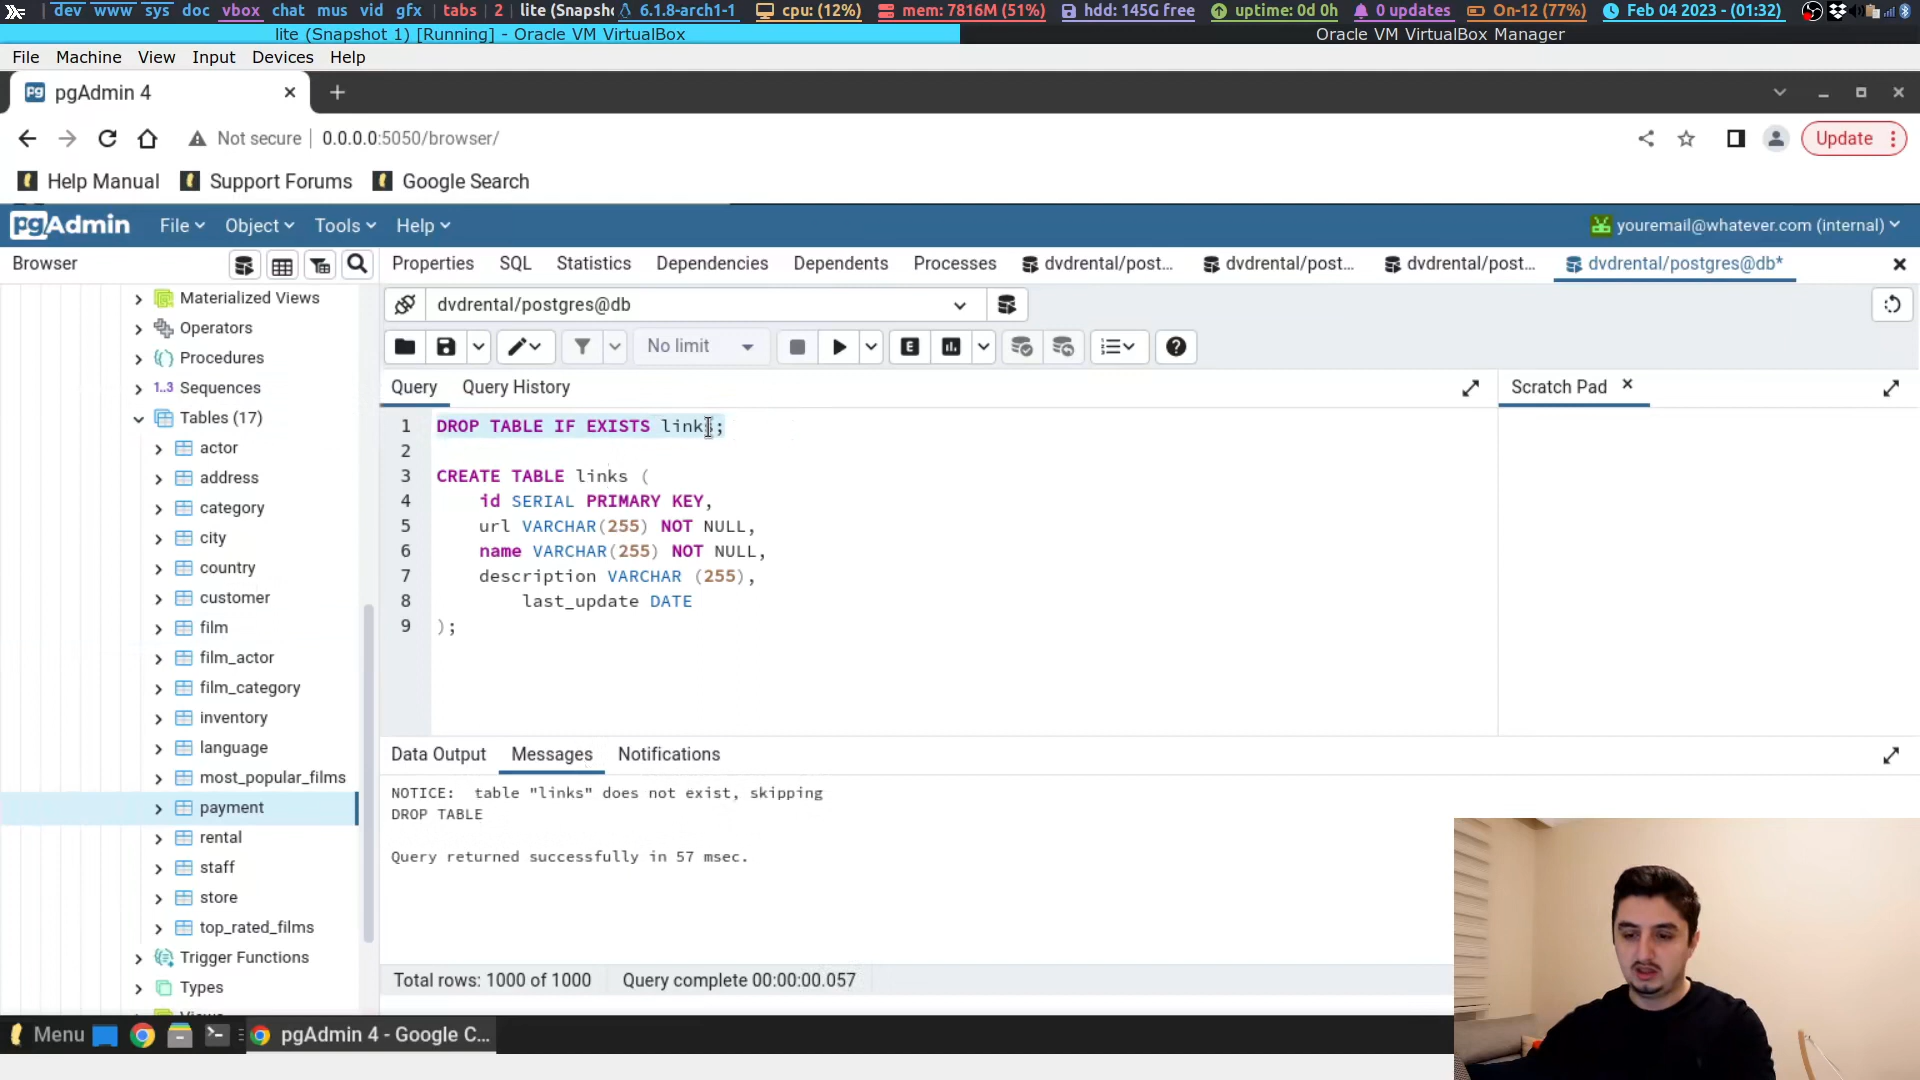 dev www sys doc vbox chat mus vid gfx | tabs | 2 | lite (Snapsh 6.1.8-arch1-1 cpu: (12%) mem: 7816M (51%) hdd: 145G free uptime: 0d 0h 0 updates On-12 (77%) Feb 04 2023 - (01:32)
lite (Snapshot 1) [Running] - Oracle VM VirtualBox Oracle VM VirtualBox Manager
File Machine View Input Devices Help
pgAdmin 4
Not secure | 0.0.0.0:5050/browser/ Update
Help Manual Support Forums Google Search
pgAdmin File Object Tools Help youremail@whatever.com (internal)
Browser Properties SQL Statistics Dependencies Dependents Processes dvdrental/post... dvdrental/post... dvdrental/post... dvdrental/postgres@db*
dvdrental/postgres@db
No limit
Query Query History Scratch Pad
1 DROP TABLE IF EXISTS links;
2
3 CREATE TABLE links (
4 id SERIAL PRIMARY KEY,
5 url VARCHAR(255) NOT NULL,
6 name VARCHAR(255) NOT NULL,
7 description VARCHAR (255),
8 last_update DATE
9 );
Materialized Views
Operators
Procedures
1..3 Sequences
Tables (17)
actor
address
category
city
country
customer
film
film_actor
film_category
inventory
language
most_popular_films
payment
rental
staff
store
top_rated_films
Trigger Functions
Types
Data Output Messages Notifications
NOTICE: table "links" does not exist, skipping
DROP TABLE
Query returned successfully in 57 msec.
Total rows: 1000 of 1000 Query complete 00:00:00.057
Menu pgAdmin 4 - Google C...